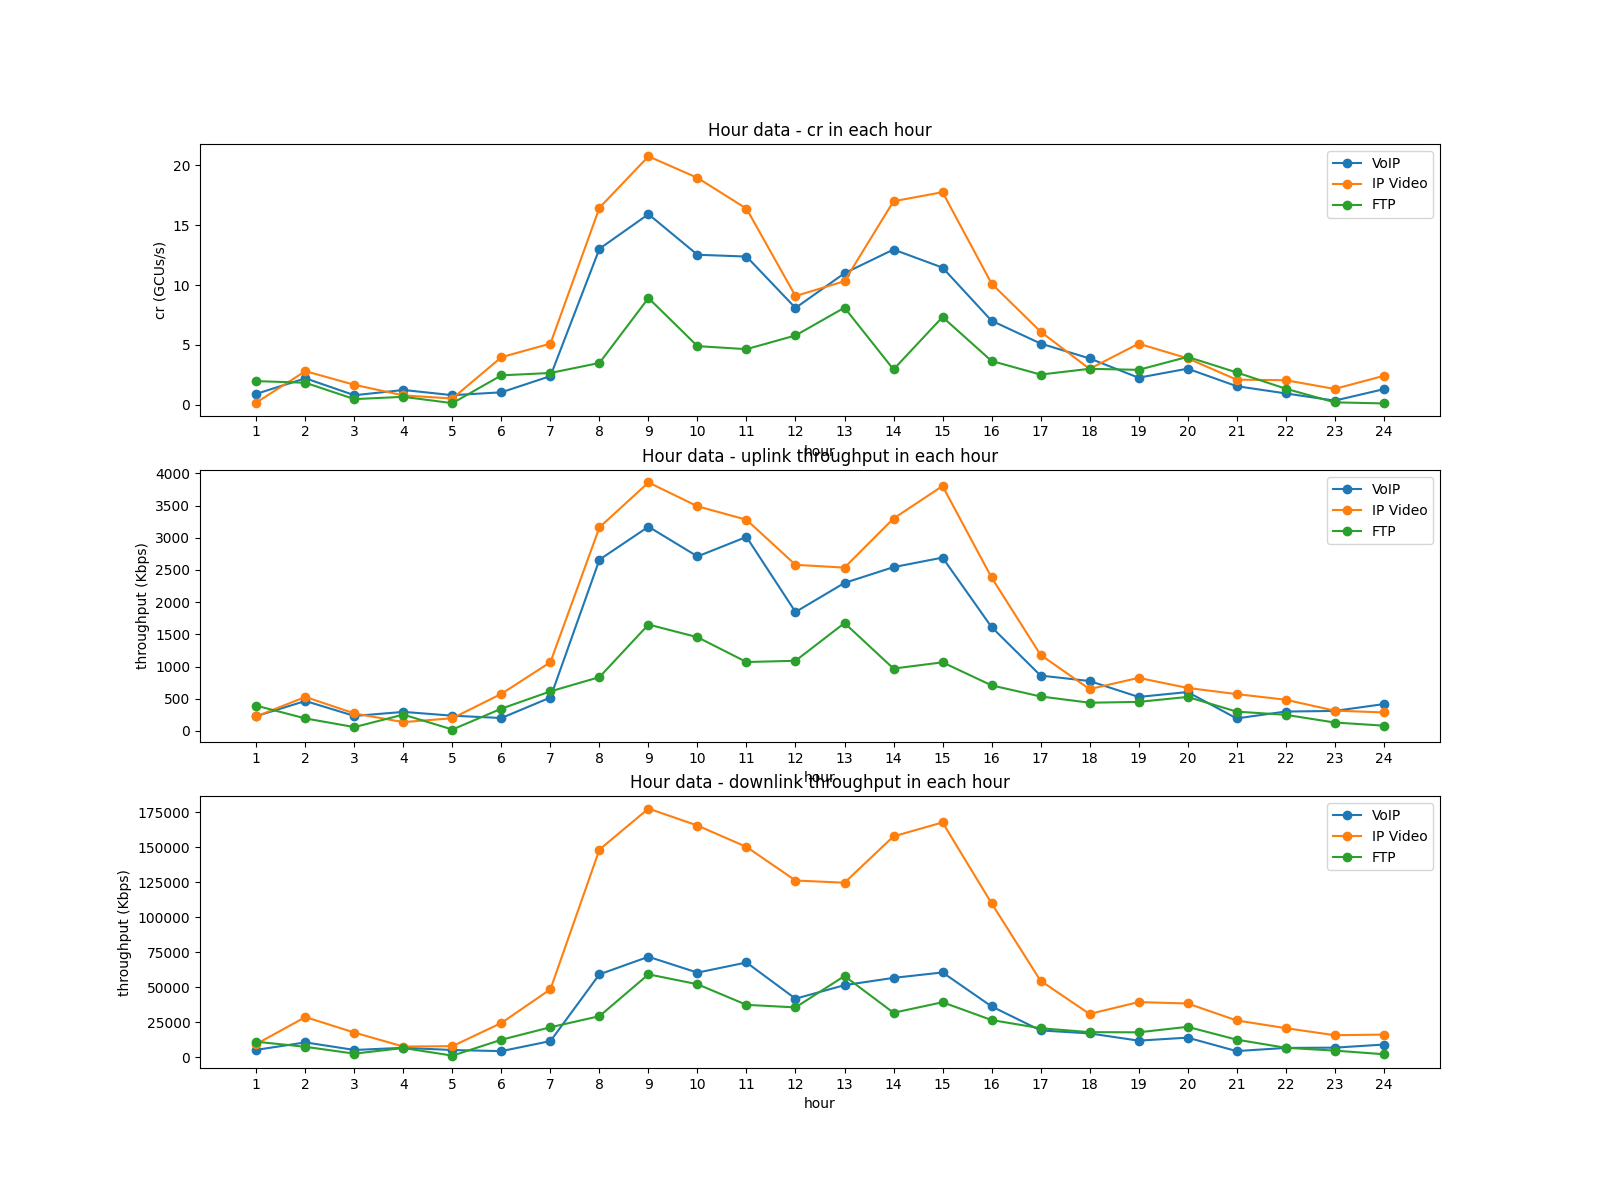 Hour data - cr in each hour
cr (GCUs/s)
20
15
10
5
0
VoIP
IP Video
FTP
1 2 3 4 5 6 7 8 9 10 11 12 13 14 15 16 17 18 19 20 21 22 23 24
hour
Hour data - uplink throughput in each hour
throughput (Kbps)
4000
3500
3000
2500
2000
1500
1000
500
0
VoIP
IP Video
FTP
1 2 3 4 5 6 7 8 9 10 11 12 13 14 15 16 17 18 19 20 21 22 23 24
hour
Hour data - downlink throughput in each hour
throughput (Kbps)
175000
150000
125000
100000
75000
50000
25000
0
VoIP
IP Video
FTP
1 2 3 4 5 6 7 8 9 10 11 12 13 14 15 16 17 18 19 20 21 22 23 24
hour